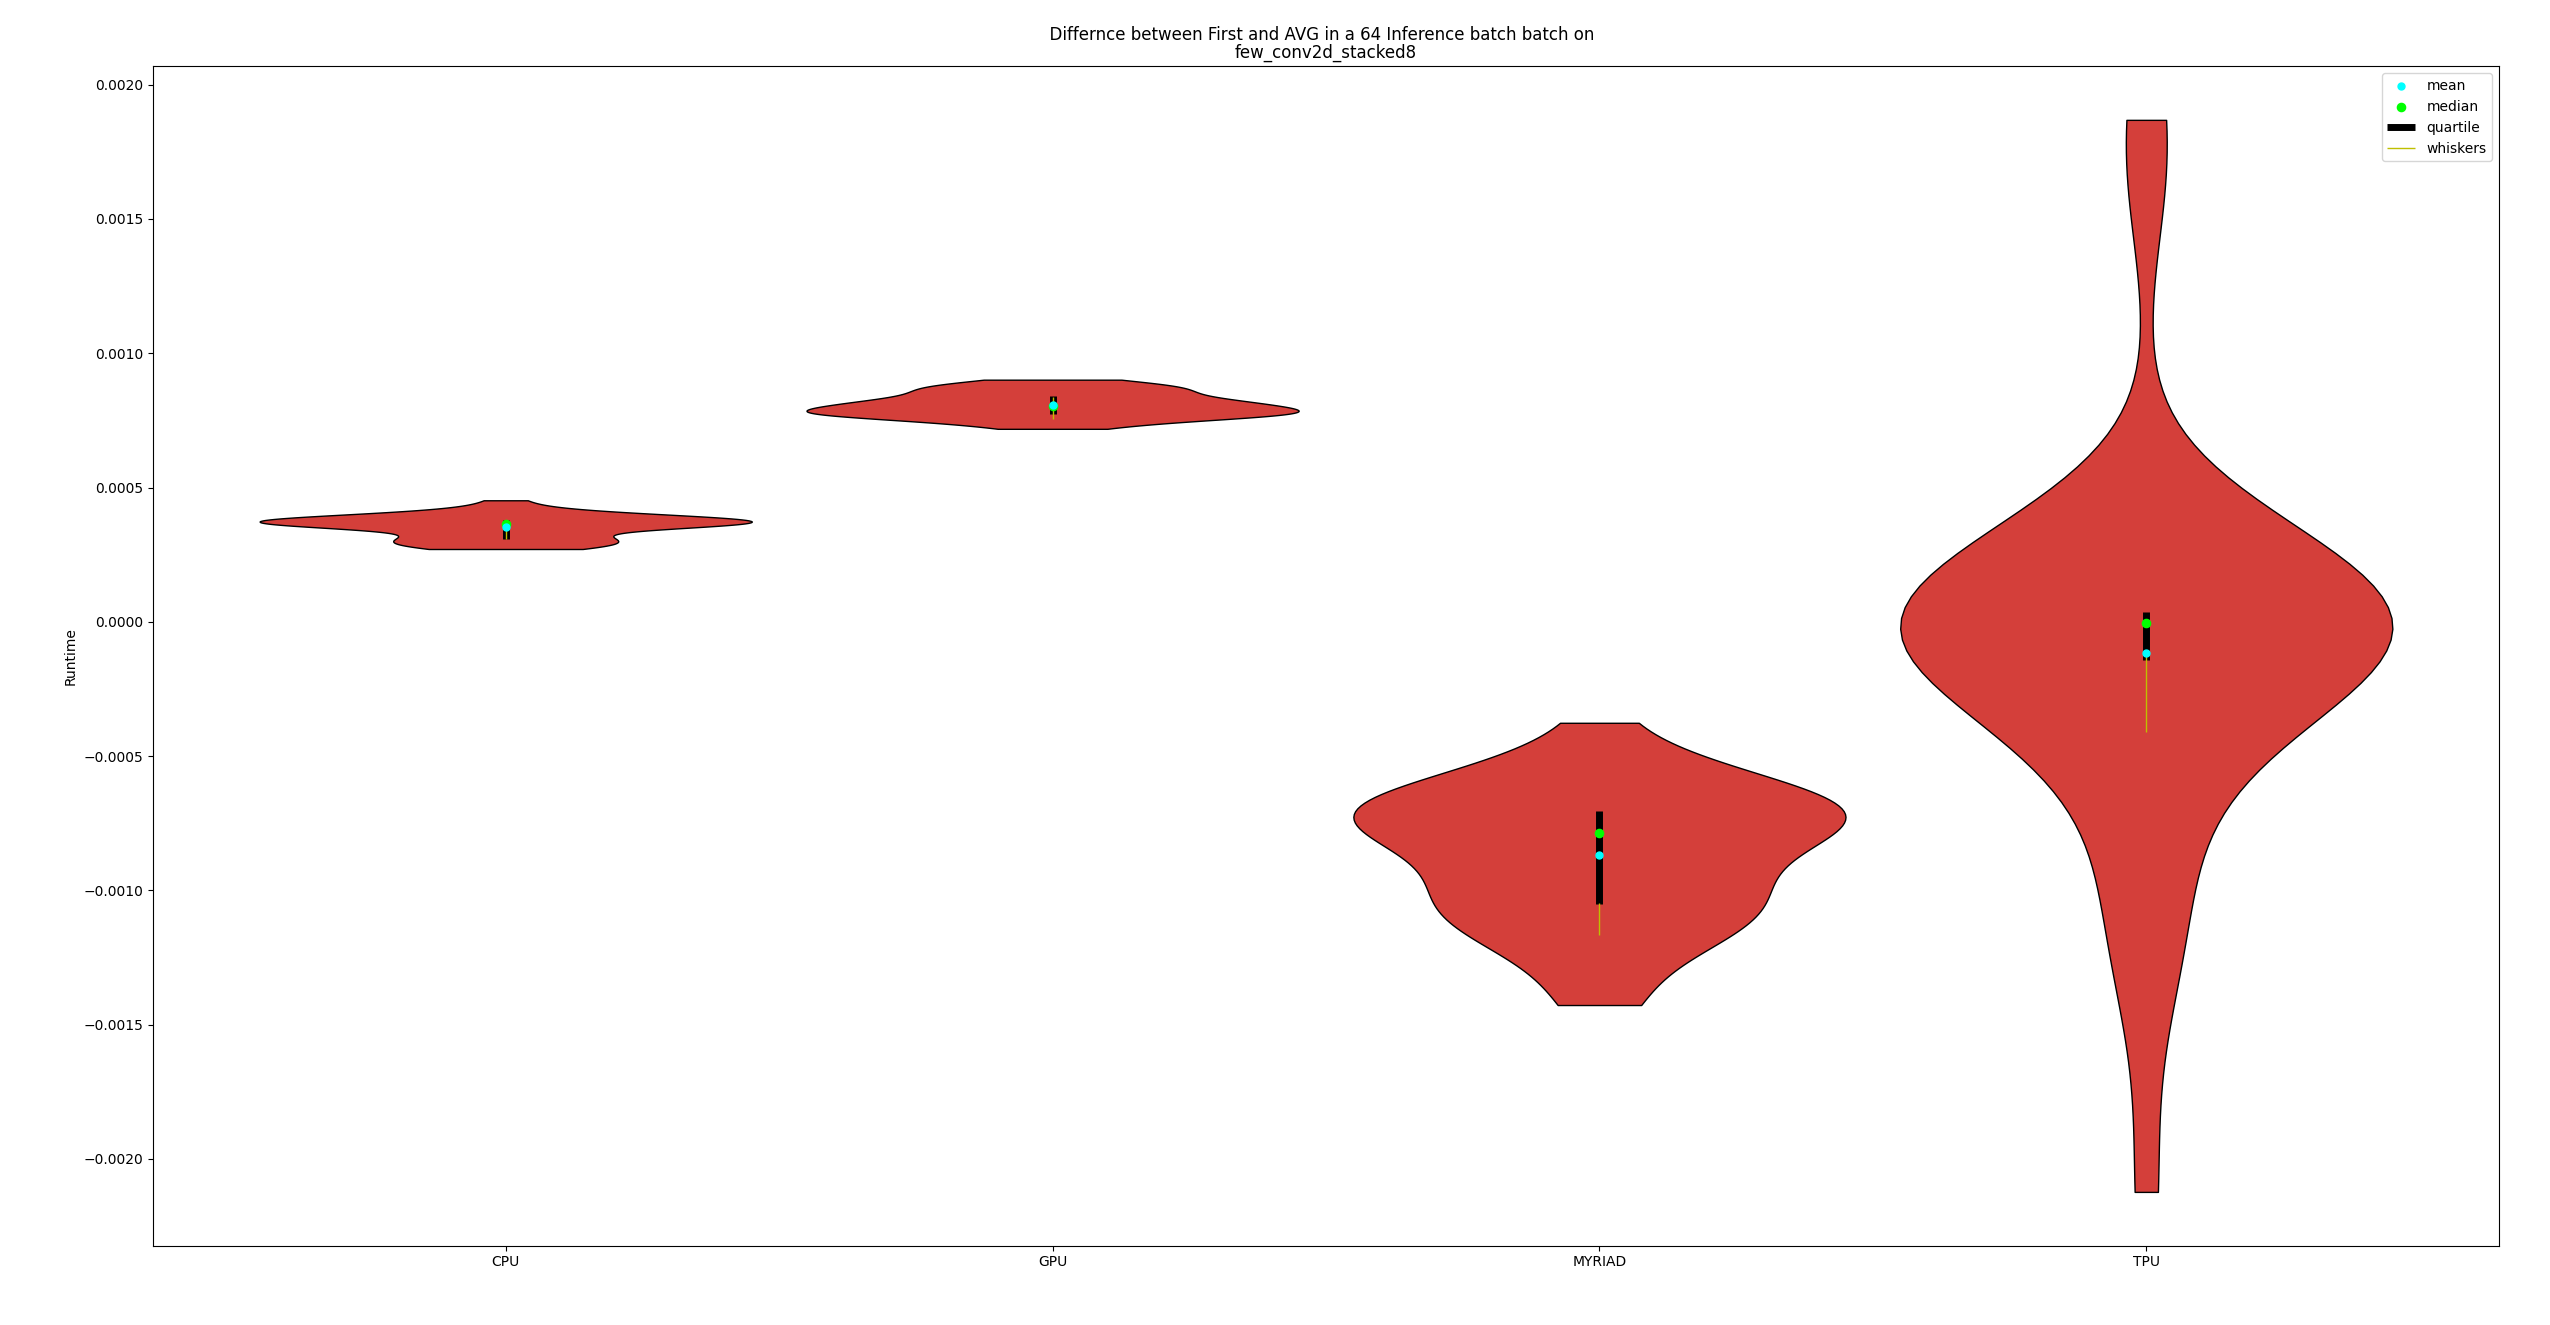 Differnce between First and AVG in a 64 Inference batch batch on
few_conv2d_stacked8
mean
median
quartile
whiskers
0.0020
0.0015
0.0010
0.0005
0.0000
−0.0005
−0.0010
−0.0015
−0.0020
Runtime
CPU
GPU
MYRIAD
TPU